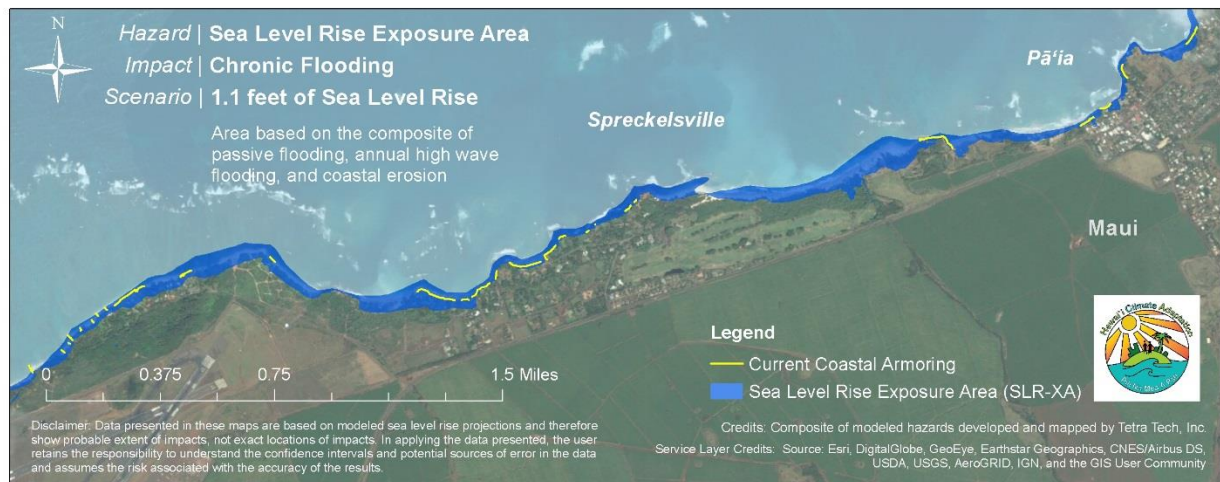 N
Hazard | Sea Level Rise Exposure Area
Impact | Chronic Flooding
Scenario | 1.1 feet of Sea Level Rise
Area based on the composite of
passive flooding, annual high wave
flooding, and coastal erosion
Pā‘ia
Spreckelsville
Maui
Legend
Current Coastal Armoring
Sea Level Rise Exposure Area (SLR-XA)
Hawai‘i Climate Adaptation
0 0.375 0.75 1.5 Miles
Disclaimer: Data presented in these maps are based on modeled sea level rise projections and therefore
show probable extent of impacts, not exact locations of impacts. In applying the data presented, the user
retains the responsibility to understand the confidence intervals and potential sources of error in the data
and assumes the risk associated with the accuracy of the results.
Credits: Composite of modeled hazards developed and mapped by Tetra Tech, Inc.
Service Layer Credits: Source: Esri, DigitalGlobe, GeoEye, Earthstar Geographics, CNES/Airbus DS,
USDA, USGS, AeroGRID, IGN, and the GIS User Community